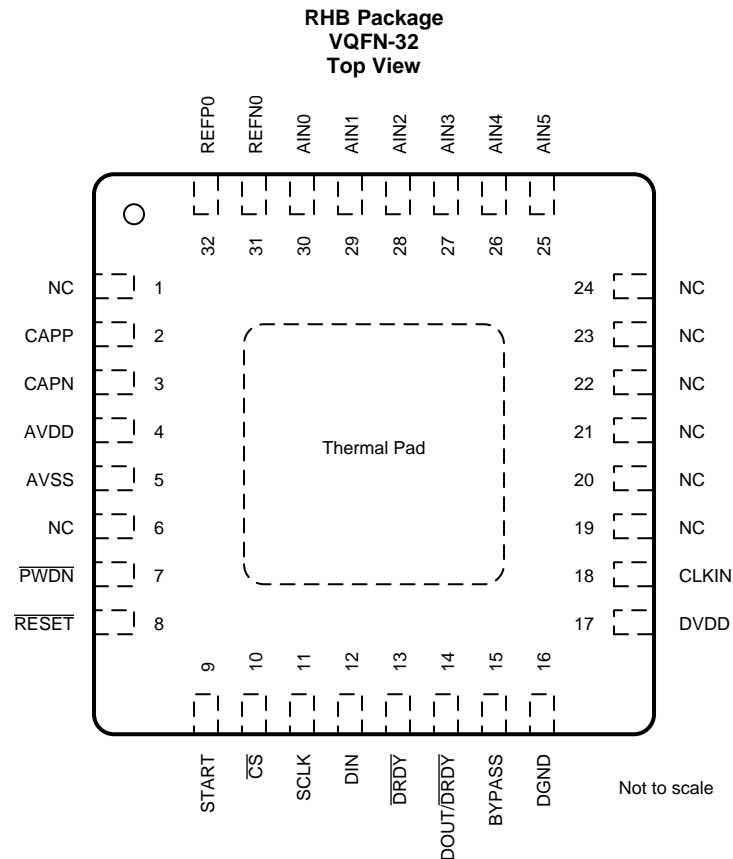 RHB Package
VQFN-32
Top View
REFP0
REFN0
AIN0
AIN1
AIN2
AIN3
AIN4
AIN5
32
31
30
29
28
27
26
25
NC 1
CAPP 2
CAPN 3
AVDD 4
AVSS 5
NC 6
PWDN 7
RESET 8
Thermal Pad
24 NC
23 NC
22 NC
21 NC
20 NC
19 NC
18 CLKIN
17 DVDD
9
10
11
12
13
14
15
16
START
CS
SCLK
DIN
DRDY
DOUT/DRDY
BYPASS
DGND
Not to scale